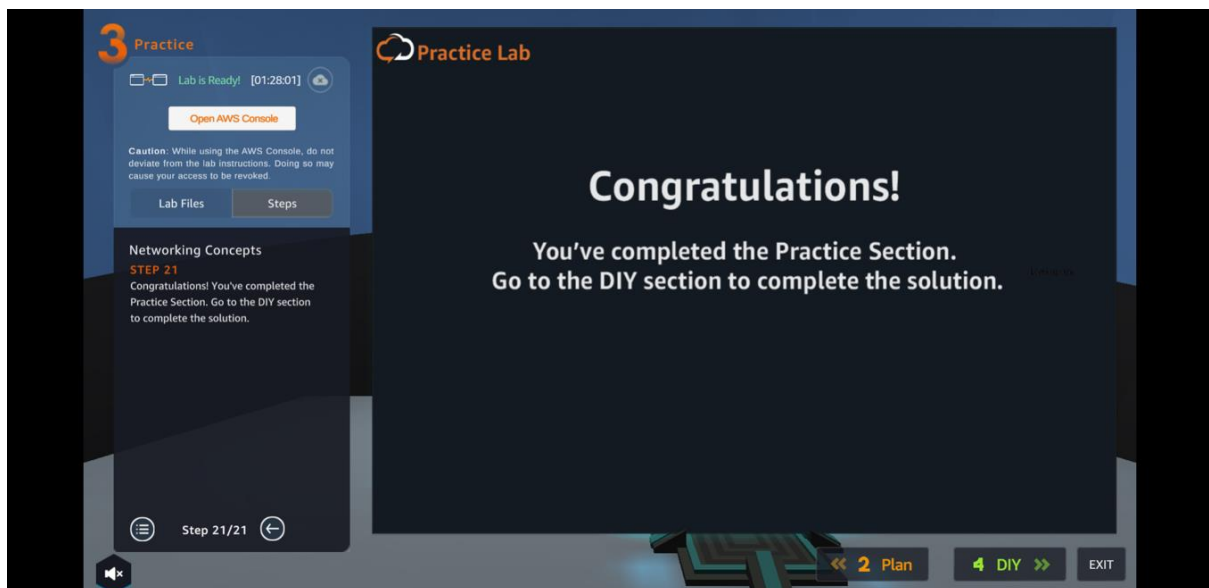 3 Practice
Lab is Ready! [01:28:01]
Open AWS Console
Caution: While using the AWS Console, do not
deviate from the lab instructions. Doing so may
cause your access to be revoked.
Lab Files Steps
Networking Concepts
STEP 21
Congratulations! You've completed the
Practice Section. Go to the DIY section
to complete the solution.
Step 21/21
Practice Lab
Congratulations!
You've completed the Practice Section.
Go to the DIY section to complete the solution.
2 Plan
4 DIY
EXIT